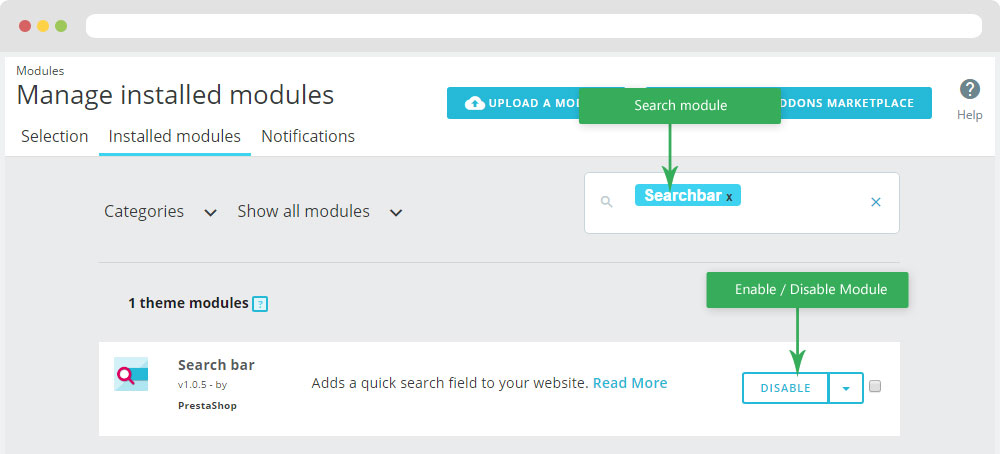 Modules
Manage installed modules
UPLOAD A MOD
Search module
DDONS MARKETPLACE
?
Help
Selection Installed modules Notifications
Categories Show all modules
Searchbar x
×
Enable / Disable Module
1 theme modules ?
Search bar
v1.0.5 - by
PrestaShop
Adds a quick search field to your website. Read More
DISABLE